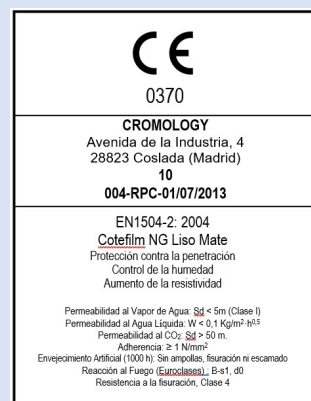 CE
0370
CROMOLOGY
Avenida de la Industria, 4
28823 Coslada (Madrid)
10
004-RPC-01/07/2013
EN1504-2: 2004
Cotefilm NG Liso Mate
Protección contra la penetración
Control de la humedad
Aumento de la resistividad
Permeabilidad al Vapor de Agua: Sd < 5m (Clase I)
Permeabilidad al Agua Líquida: W < 0,1 Kg/m²·h⁰·⁵
Permeabilidad al CO₂: Sd > 50 m.
Adherencia: ≥ 1 N/mm²
Envejecimiento Artificial (1000 h): Sin ampollas, fisuración ni escamado
Reacción al Fuego (Euroclases) : B-s1, d0
Resistencia a la fisuración, Clase 4